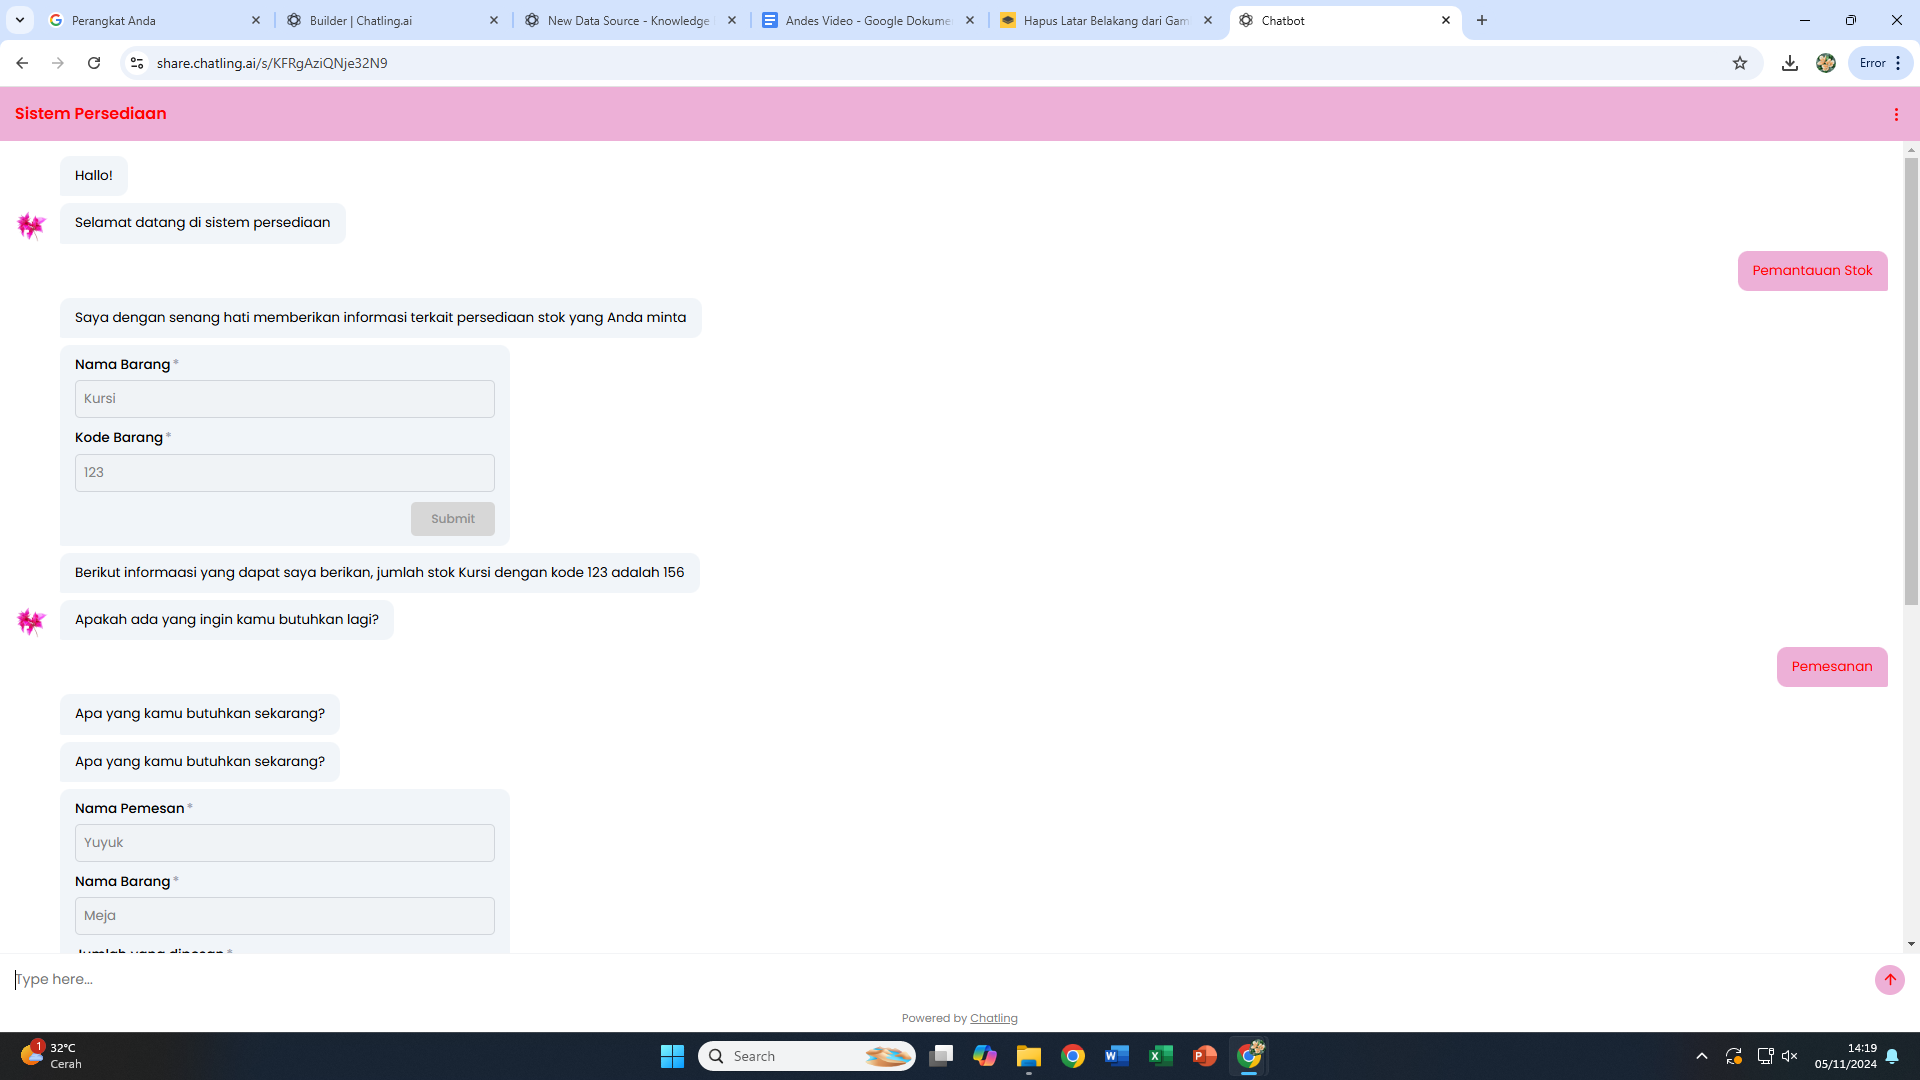 Perangkat Anda
Builder | Chatling.ai
New Data Source - Knowledge
Andes Video - Google Dokume
Hapus Latar Belakang dari Gam
Chatbot
share.chatling.ai/s/KFRgAziQNje32N9
Error
Sistem Persediaan
Hallo!
Selamat datang di sistem persediaan
Pemantauan Stok
Saya dengan senang hati memberikan informasi terkait persediaan stok yang Anda minta
Nama Barang *
Kursi
Kode Barang *
123
Submit
Berikut informaasi yang dapat saya berikan, jumlah stok Kursi dengan kode 123 adalah 156
Apakah ada yang ingin kamu butuhkan lagi?
Pemesanan
Apa yang kamu butuhkan sekarang?
Apa yang kamu butuhkan sekarang?
Nama Pemesan *
Yuyuk
Nama Barang *
Meja
Jumlah yang dipesan *
Type here...
Powered by Chatling
1
32°C
Cerah
Search
14:19
05/11/2024